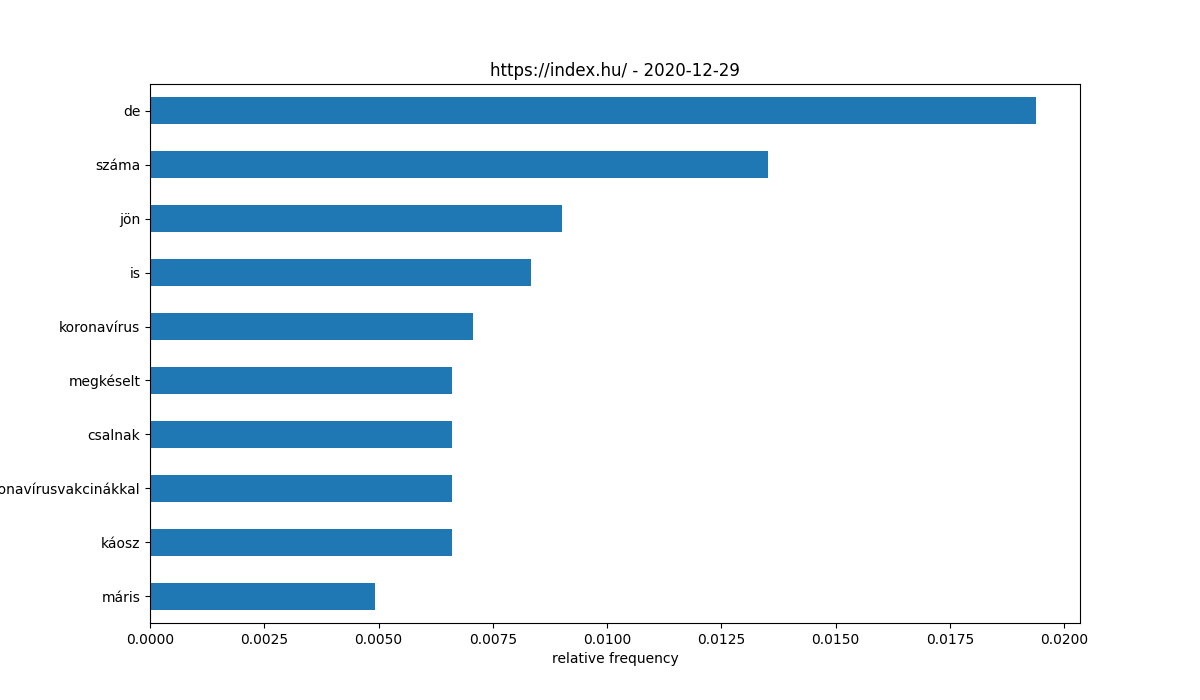 https://index.hu/ - 2020-12-29
de
száma
jön
is
koronavírus
megkéselt
csalnak
onavírusvakcinákkal
káosz
máris
0.0000 0.0025 0.0050 0.0075 0.0100 0.0125 0.0150 0.0175 0.0200
relative frequency